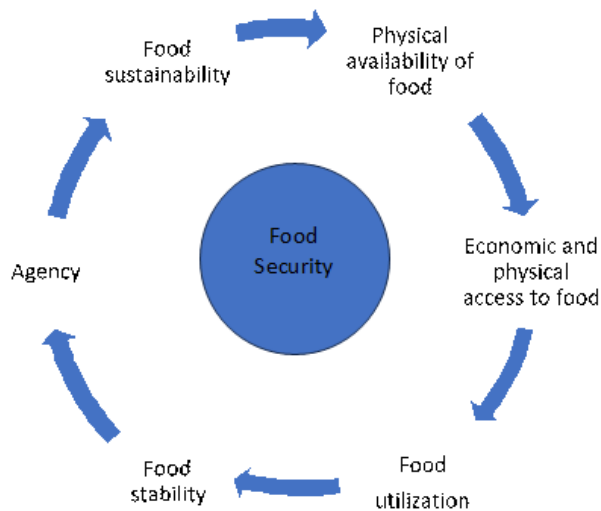 Food
sustainability
Physical
availability of
food
Economic and
physical
access to food
Food
utilization
Food
stability
Agency
Food
Security